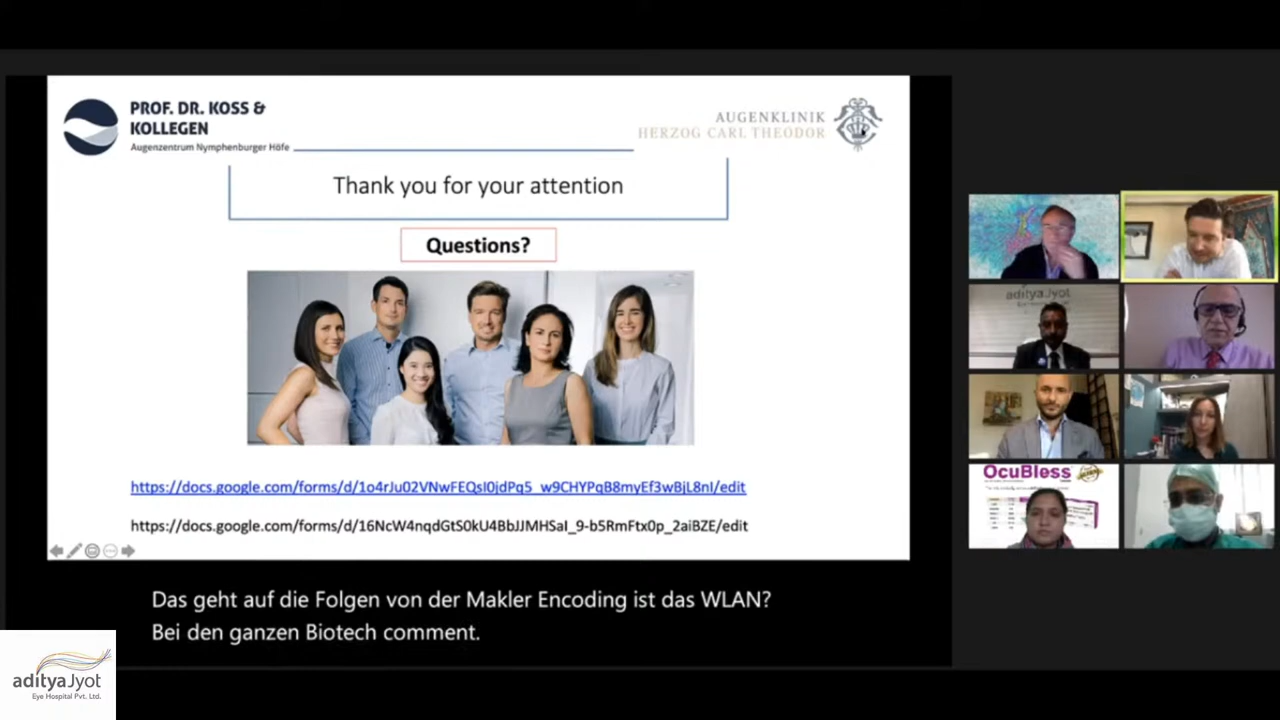 PROF. DR. KOSS &
KOLLEGEN
Augenzentrum Nymphenburger Höfe
AUGENKLINIK
HERZOG CARL THEODOR
Thank you for your attention
Questions?
https://docs.google.com/forms/d/1o4rJu02VNwFEQsI0jdPq5_w9CHYPqB8myEf3wBjL8nI/edit
https://docs.google.com/forms/d/16NcW4nqdGtS0kU4BbJJMHSaI_9-b5RmFtx0p_2aiBZE/edit
Das geht auf die Folgen von der Makler Encoding ist das WLAN?
Bei den ganzen Biotech comment.
adityaJyot
OcuBless
adityaJyot
Eye Hospital Pvt. Ltd.